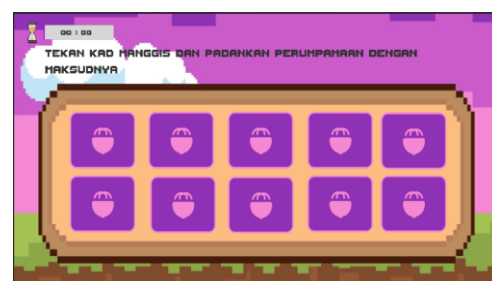 00 : 00
TEKAN KAD MANGGIS DAN PADANKAN PERUMPAMAAN DENGAN
MAKSUDNYA